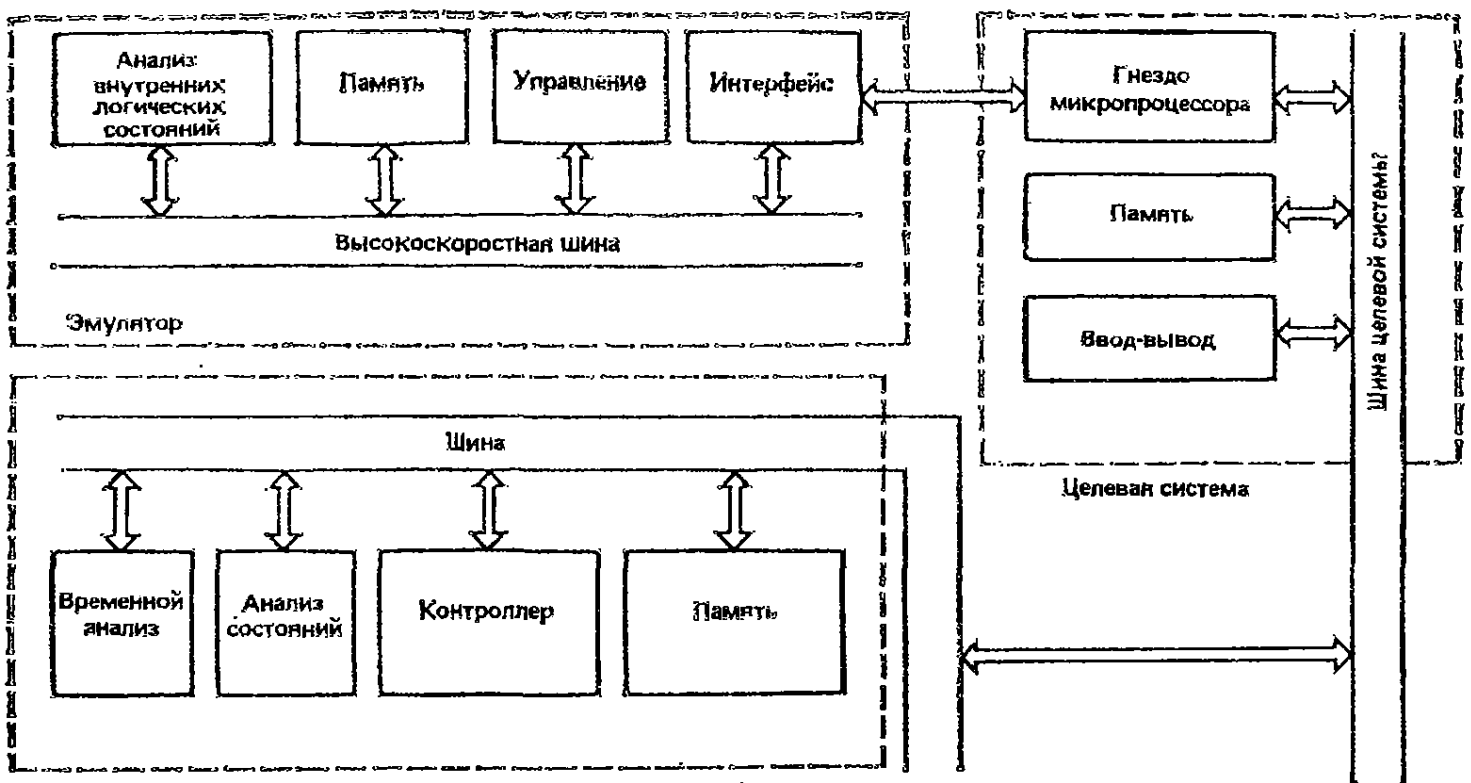 Анализ
внутренних
логических
состояний
Память
Управление
Интерфейс
Высокоскоростная шина
Эмулятор
Гнездо
микропроцессора
Память
Ввод-вывод
Шина целевой системы
Целевая система
Шина
Временной
анализ
Анализ
состояний
Контроллер
Память